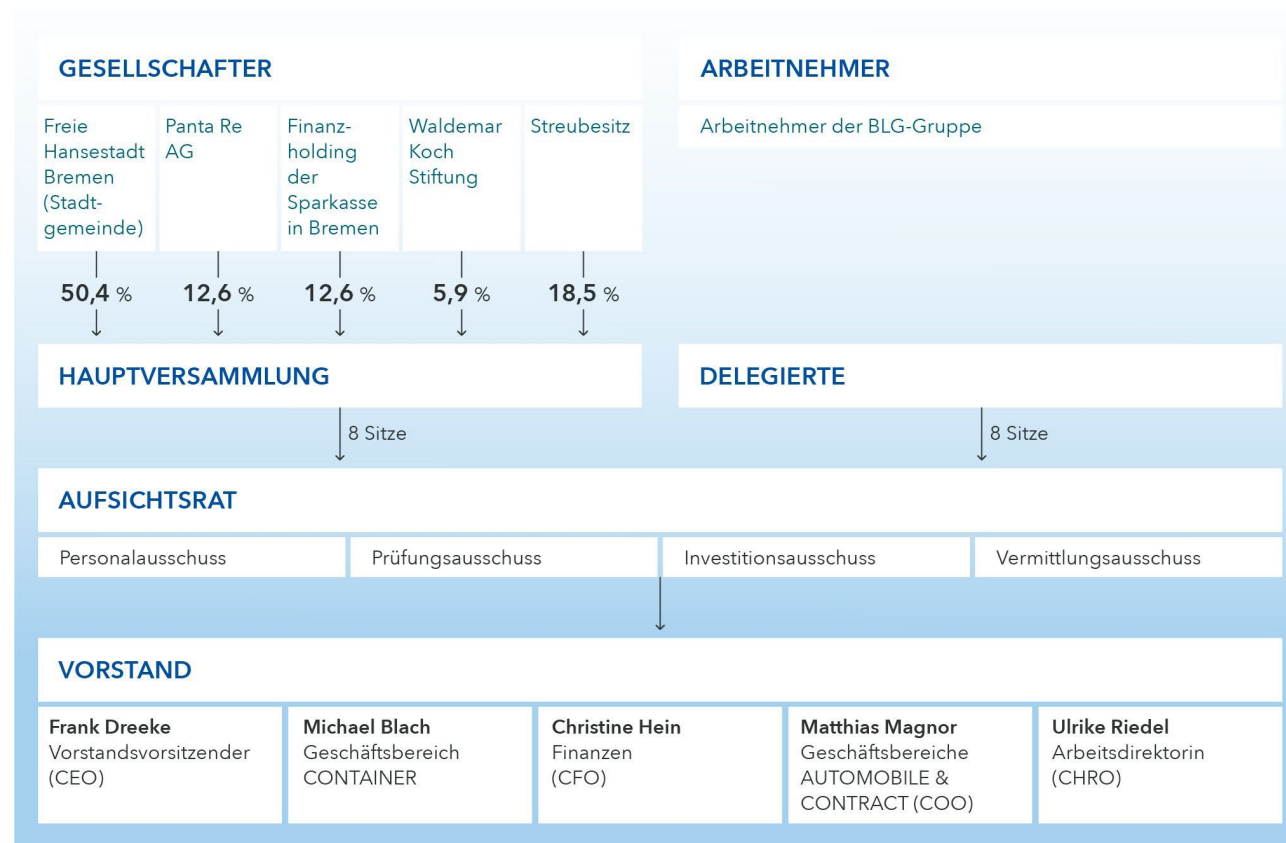 GESELLSCHAFTER
ARBEITNEHMER
Freie
Hansestadt
Bremen
(Stadt-
gemeinde)
Panta Re
AG
Finanz-
holding
der
Sparkasse
in Bremen
Waldemar
Koch
Stiftung
Streubesitz
Arbeitnehmer der BLG-Gruppe
50,4 %
12,6 %
12,6 %
5,9 %
18,5 %
HAUPTVERSAMMLUNG
DELEGIERTE
8 Sitze
8 Sitze
AUFSICHTSRAT
Personalausschuss
Prüfungsausschuss
Investitionsausschuss
Vermittlungsausschuss
VORSTAND
Frank Dreeke
Vorstandsvorsitzender
(CEO)
Michael Blach
Geschäftsbereich
CONTAINER
Christine Hein
Finanzen
(CFO)
Matthias Magnor
Geschäftsbereiche
AUTOMOBILE &
CONTRACT (COO)
Ulrike Riedel
Arbeitsdirektorin
(CHRO)